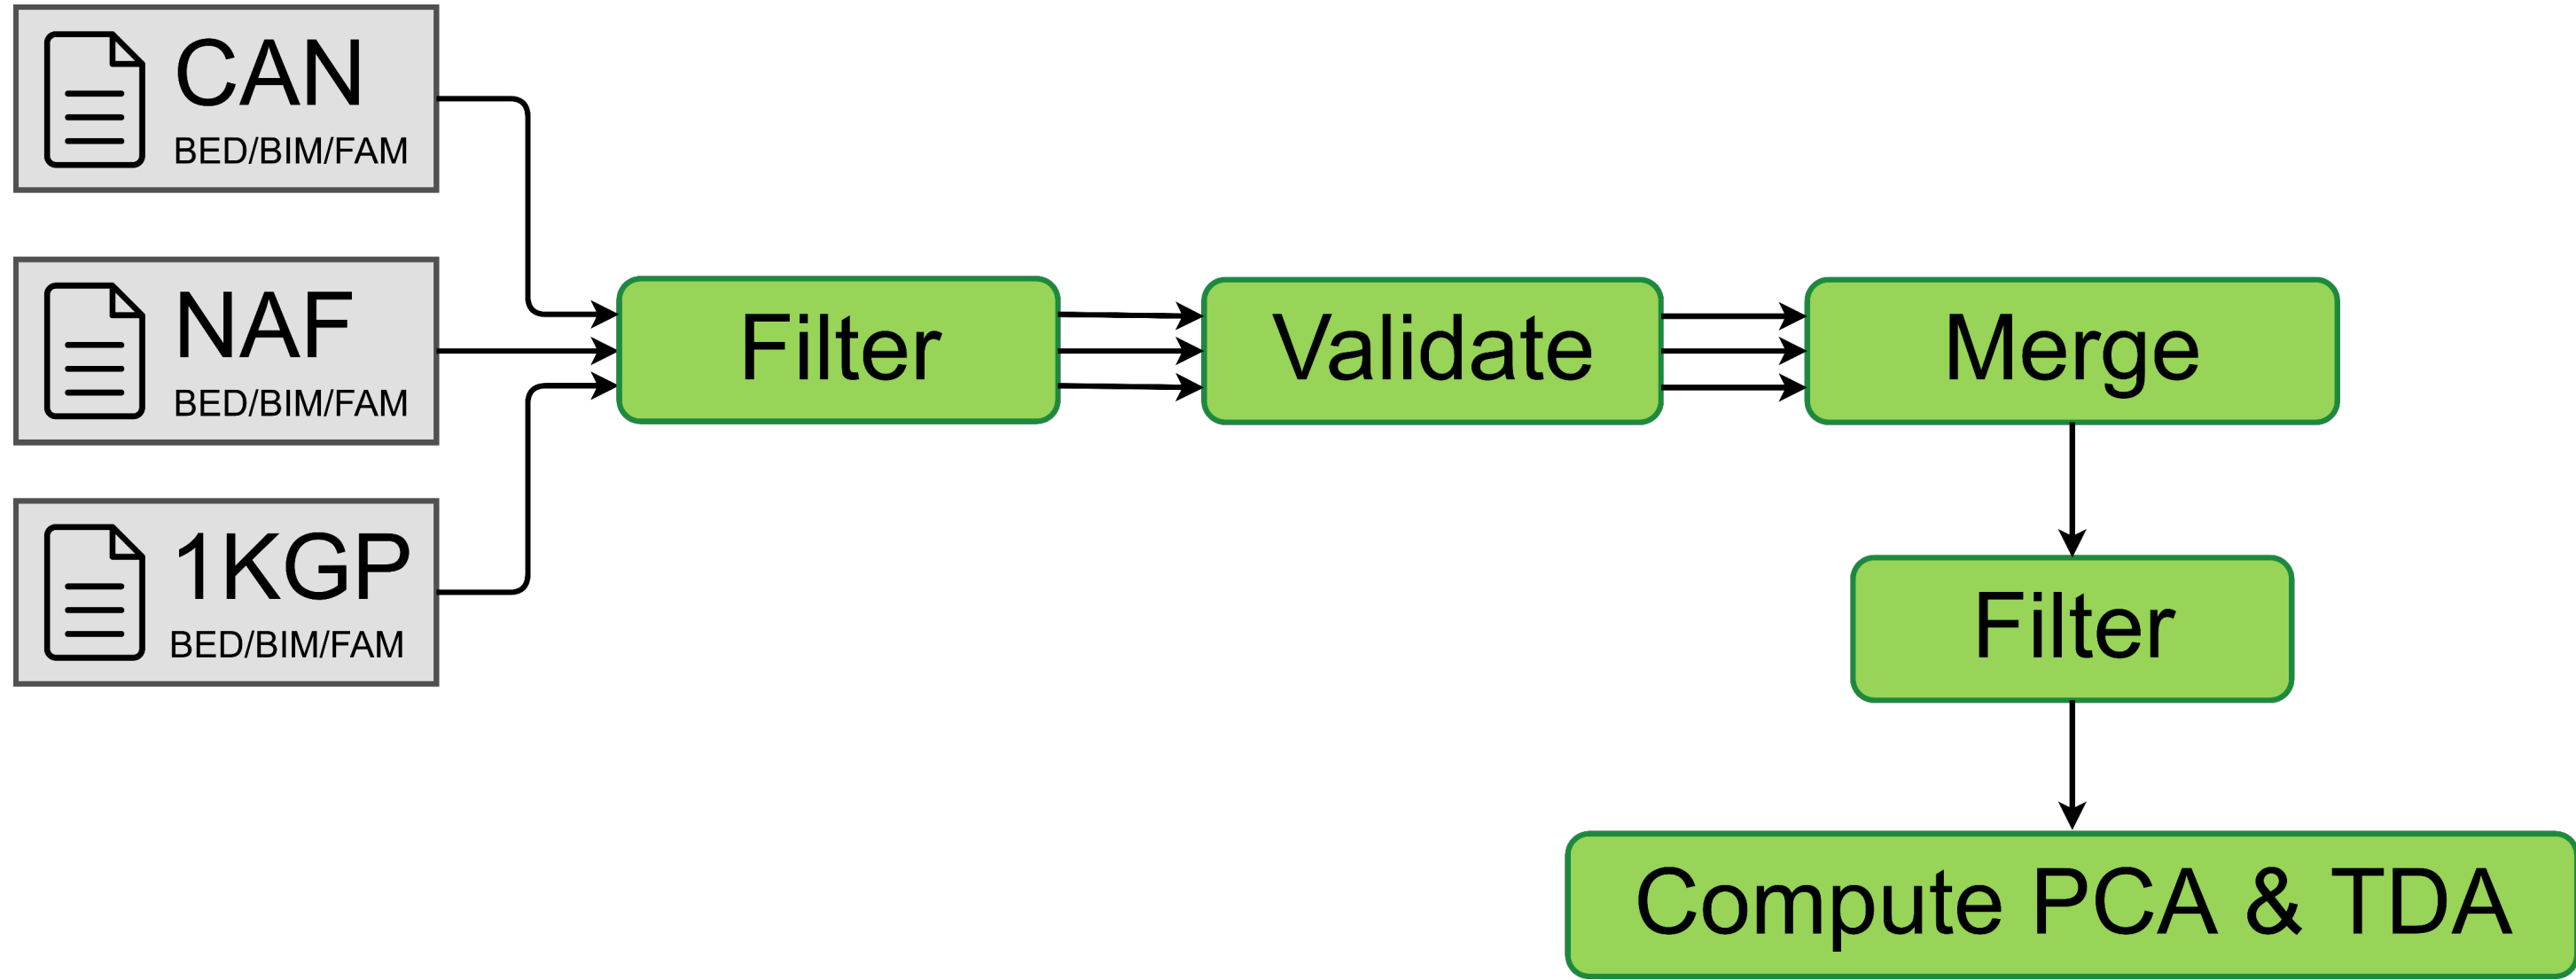 CAN
BED/BIM/FAM
NAF
BED/BIM/FAM
1KGP
BED/BIM/FAM
Filter
Validate
Merge
Filter
Compute PCA & TDA